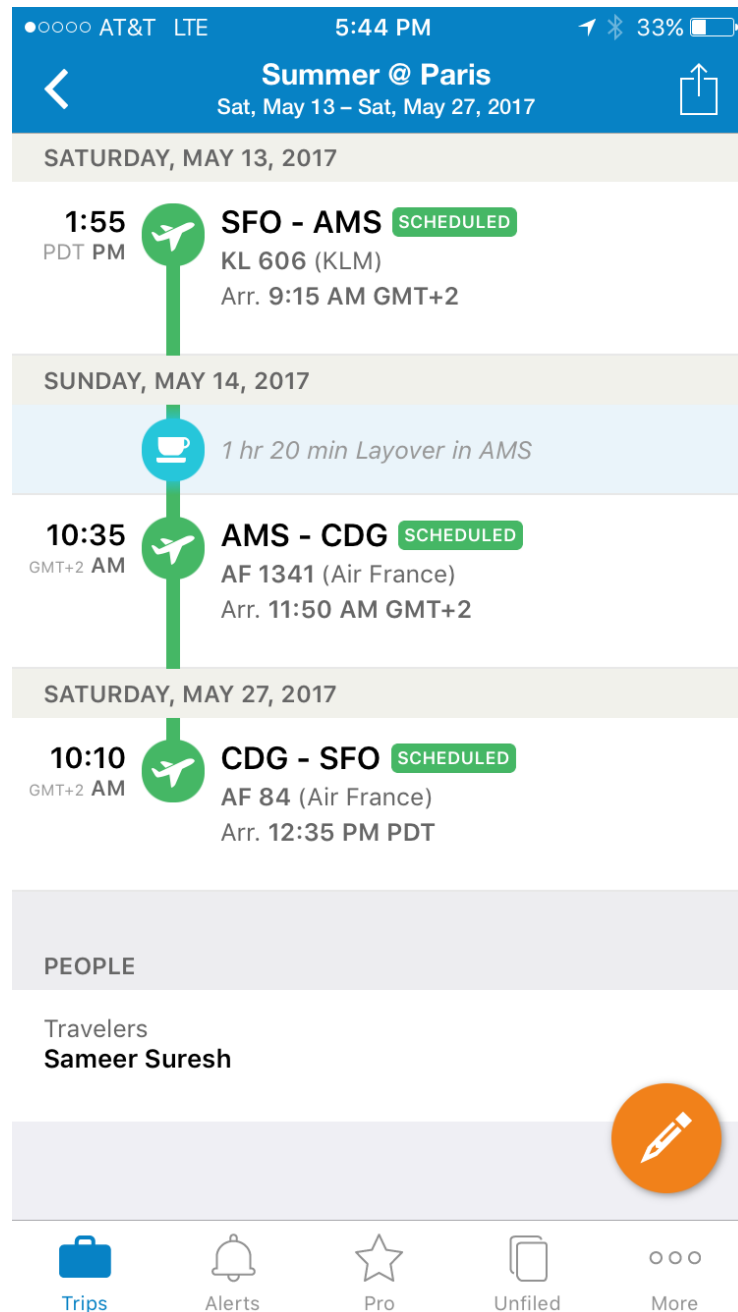 AT&T LTE 5:44 PM 33%
Summer @ Paris
Sat, May 13 – Sat, May 27, 2017
SATURDAY, MAY 13, 2017
1:55 SFO - AMS SCHEDULED
PDT PM KL 606 (KLM)
Arr. 9:15 AM GMT+2
SUNDAY, MAY 14, 2017
1 hr 20 min Layover in AMS
10:35 AMS - CDG SCHEDULED
GMT+2 AM AF 1341 (Air France)
Arr. 11:50 AM GMT+2
SATURDAY, MAY 27, 2017
10:10 CDG - SFO SCHEDULED
GMT+2 AM AF 84 (Air France)
Arr. 12:35 PM PDT
PEOPLE
Travelers
Sameer Suresh
Trips Alerts Pro Unfiled More